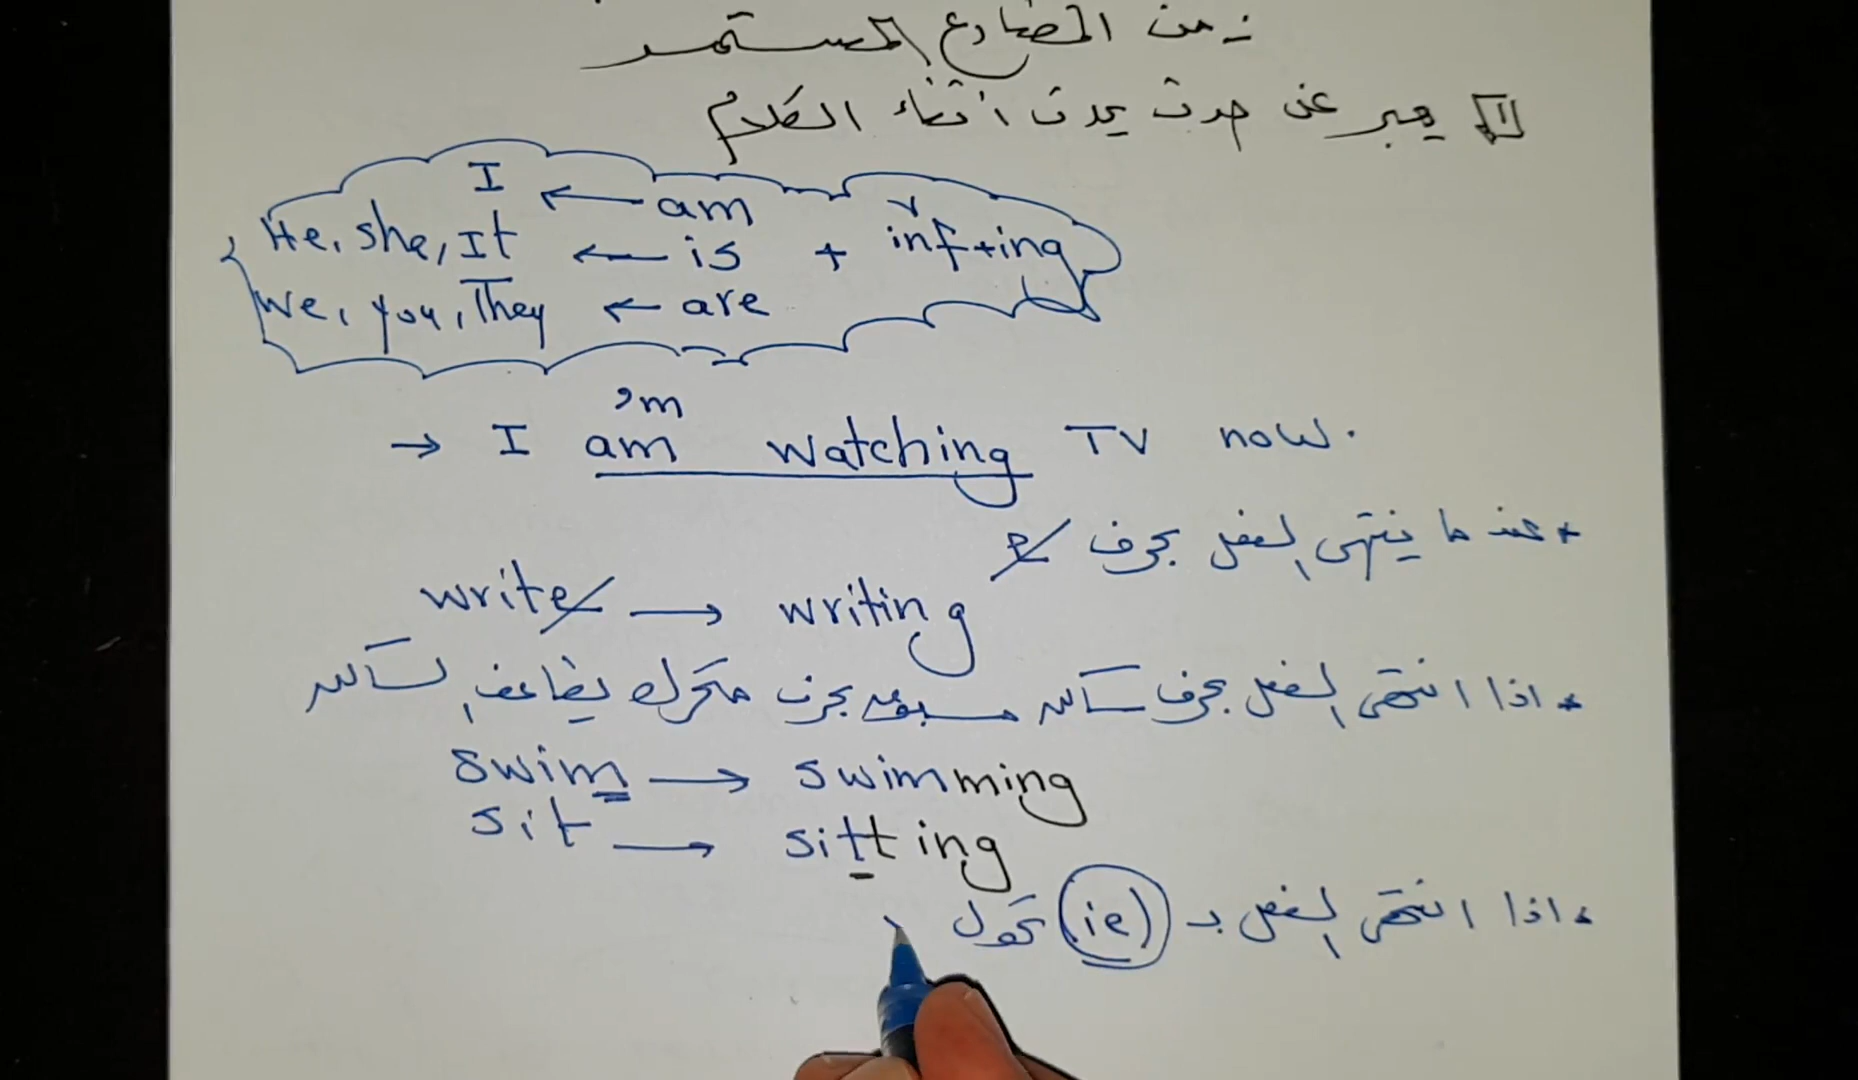 زمن المضارع المستمر
[1] يعبر عن حدث يحدث أثناء الكلام
I ← am
He, she, It ← is + inf + ing
We, you, They ← are
'm
→ I am watching TV now.
* عندما ينتهى الفعل بحرف e
write → writing
* اذا انتهى الفعل بحرف ساكن مسبوق بحرف متحرك يضاعف الساكن
swim → swimming
sit → sitting
* اذا انتهى الفعل بـ (ie) تحول